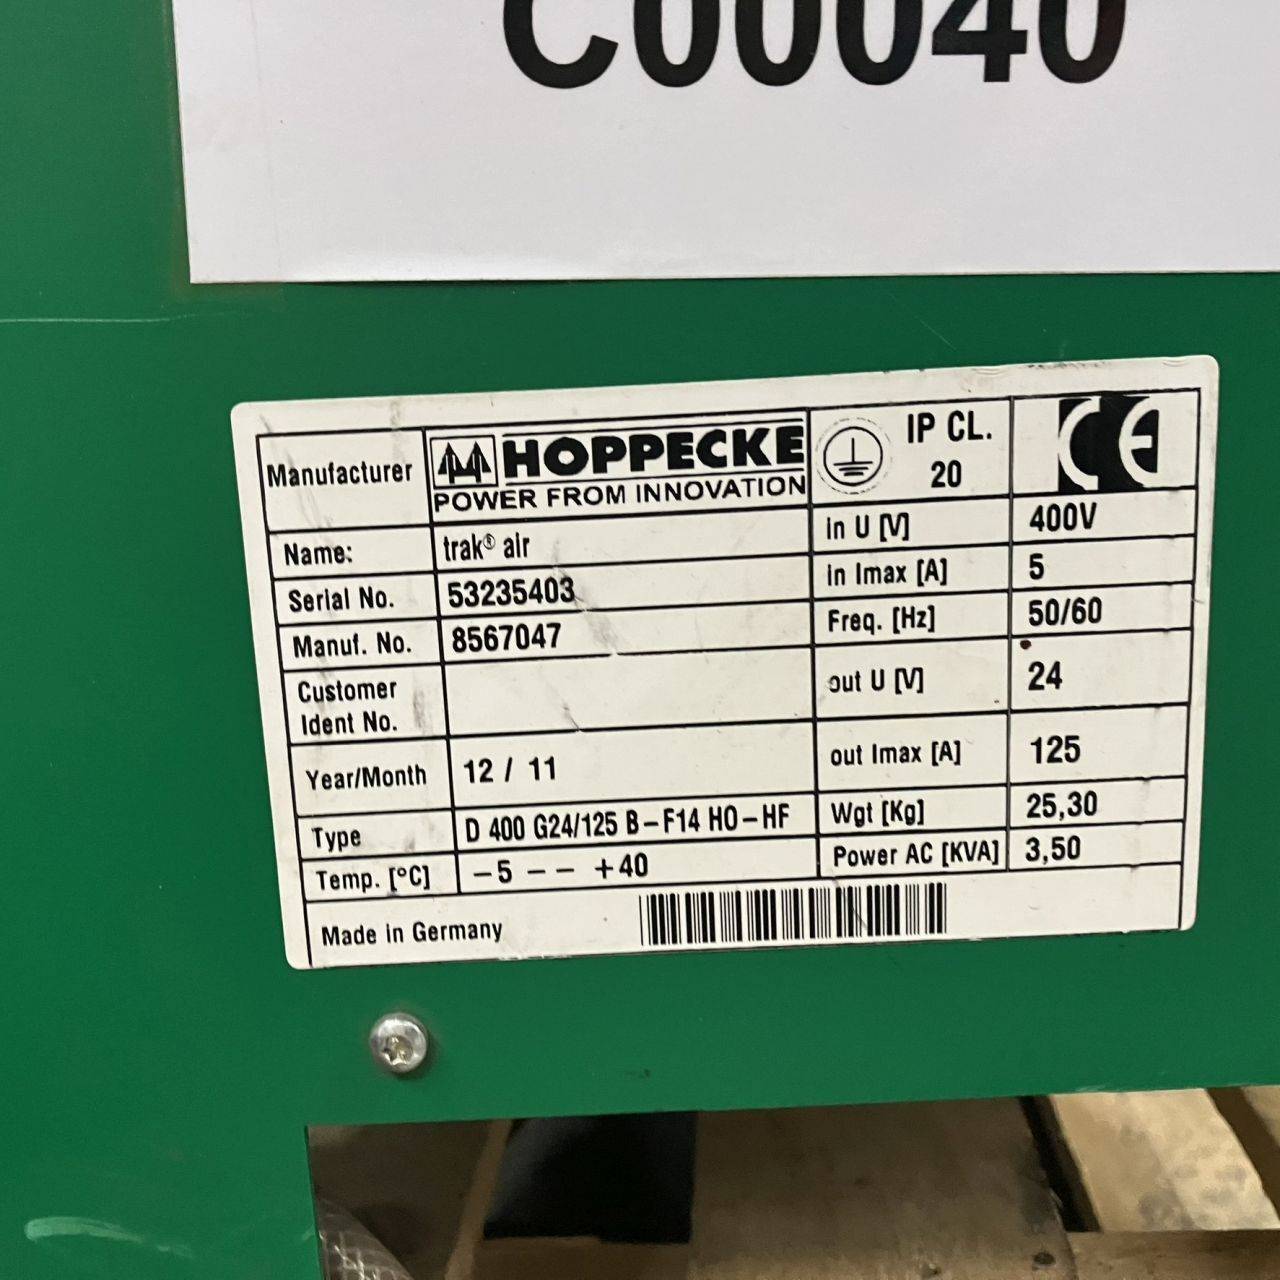 C00040
Manufacturer HOPPECKE IP CL. CE
POWER FROM INNOVATION 20
Name: trak® air in U [V] 400V
Serial No. 53235403 in Imax [A] 5
Manuf. No. 8567047 Freq. [Hz] 50/60
Customer
Ident No. out U [V] 24
Year/Month 12 / 11 out Imax [A] 125
Type D 400 G24/125 B-F14 HO-HF Wgt [Kg] 25,30
Temp. [°C] -5 -- +40 Power AC [KVA] 3,50
Made in Germany